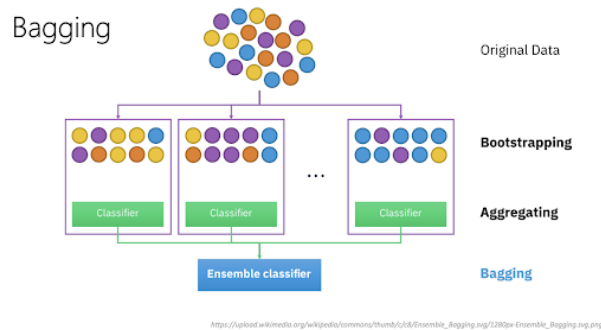 Bagging
Original Data
Bootstrapping
...
Classifier
Classifier
Classifier
Aggregating
Ensemble classifier
Bagging
https://upload.wikimedia.org/wikipedia/commons/thumb/c/c8/Ensemble_Bagging.svg/1280px-Ensemble_Bagging.svg.png